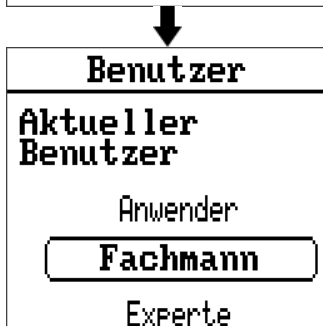 Benutzer
Aktueller
Benutzer
Anwender
Fachmann
Experte